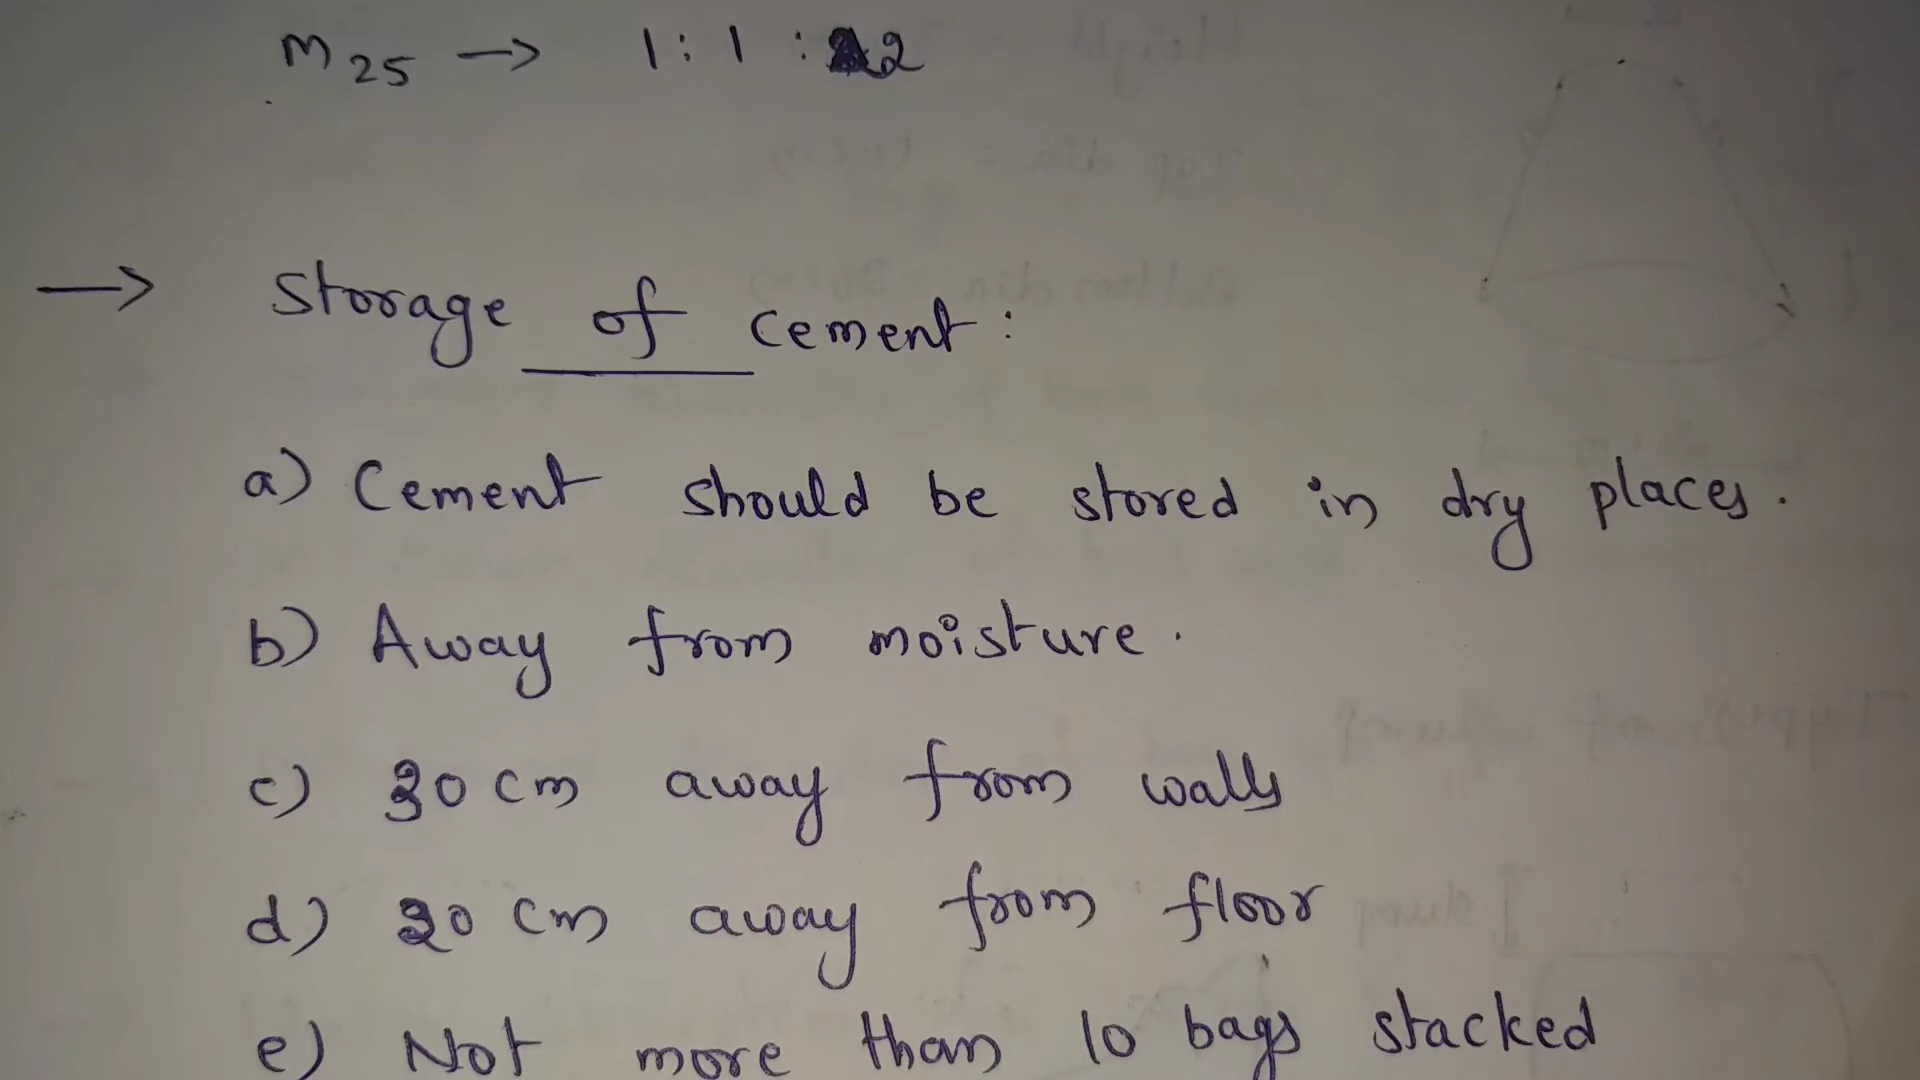 M25 → 1:1:2
→ Storage of cement:
a) Cement should be stored in dry places.
b) Away from moisture.
c) 30 cm away from walls
d) 20 cm away from floor
e) Not more than 10 bags stacked